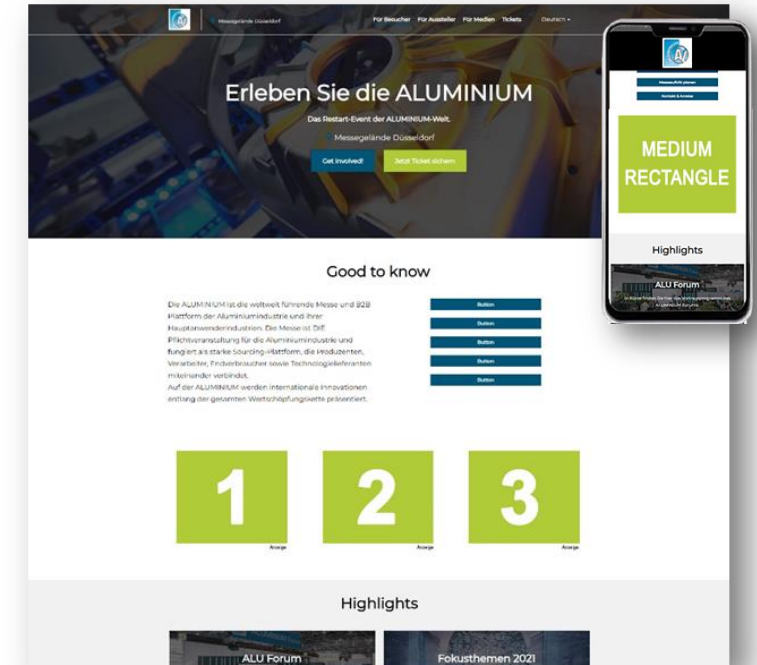 Messegelände Düsseldorf
Für Besucher Für Aussteller Für Medien Tickets Deutsch
Erleben Sie die ALUMINIUM
Das Restart-Event der ALUMINIUM-Welt.
Messegelände Düsseldorf
Get Involved! Jetzt Ticket sichern
Good to know
Die ALUMINIUM ist die weltweit führende Messe und B2B
Plattform der Aluminiumindustrie und ihrer
Hauptanwenderindustrien. Die Messe ist DIE
Pflichtveranstaltung für die Aluminiumindustrie und
fungiert als starke Sourcing-Plattform, die Produzenten,
Verarbeiter, Endverbraucher sowie Technologielieferanten
miteinander verbindet.
Auf der ALUMINIUM werden internationale Innovationen
entlang der gesamten Wertschöpfungskette präsentiert.
Button
Button
Button
Button
Button
1 2 3
Anzeige Anzeige Anzeige
Highlights
ALU Forum Fokusthemen 2021
MEDIUM
RECTANGLE
Highlights
ALU Forum